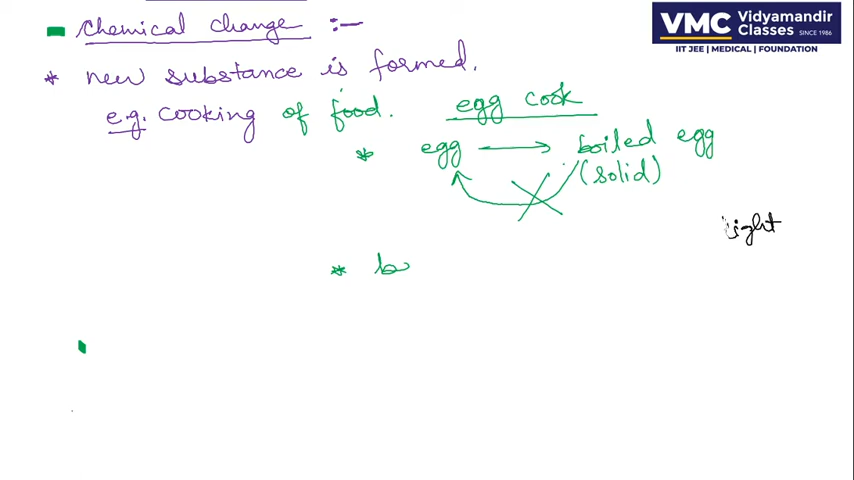 VMC Vidyamandir Classes SINCE 1986
IIT JEE | MEDICAL | FOUNDATION
Chemical change :-
* new substance is formed.
e.g. cooking of food. egg cook
* egg → boiled egg
(solid)
light
* bo